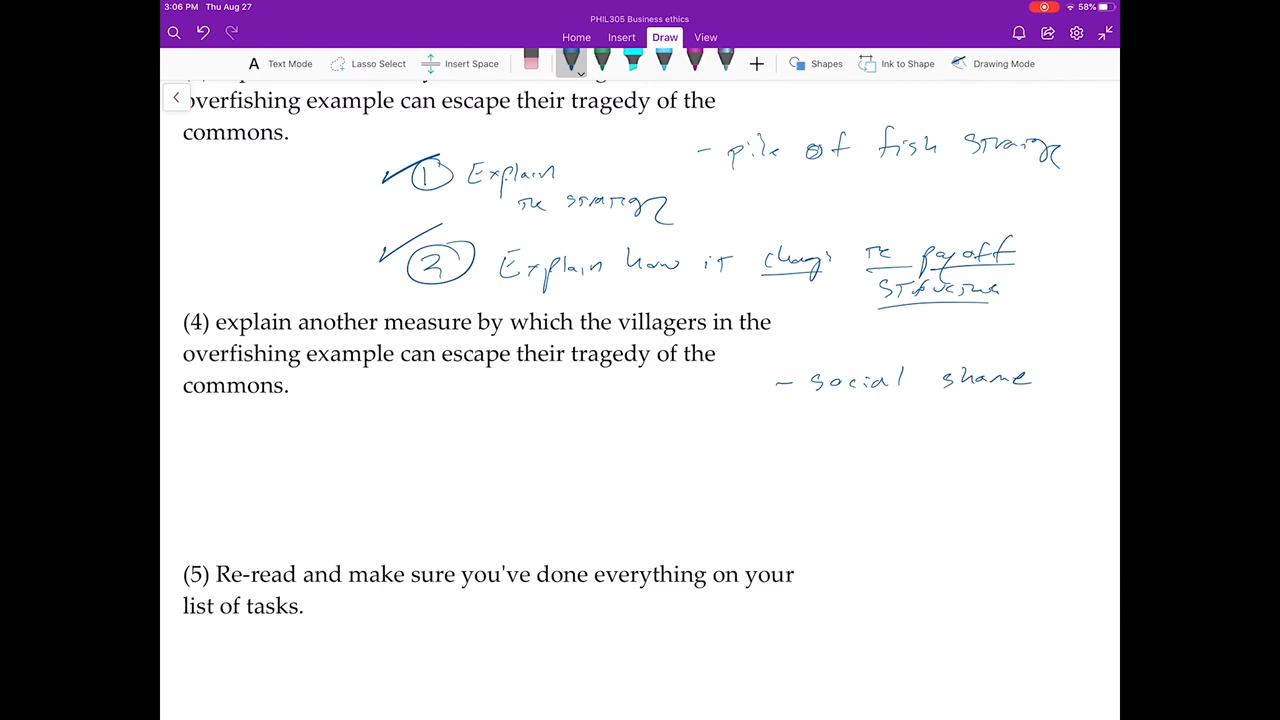 3:06 PM Thu Aug 27
58%
PHIL305 Business ethics
Home Insert Draw View
Text Mode Lasso Select Insert Space Shapes Ink to Shape Drawing Mode
overfishing example can escape their tragedy of the
commons.
- pile of fish strategy
1 Explain
the strategy
2 Explain how it changes the payoff
structure
(4) explain another measure by which the villagers in the
overfishing example can escape their tragedy of the
commons.
- social shame
(5) Re-read and make sure you've done everything on your
list of tasks.